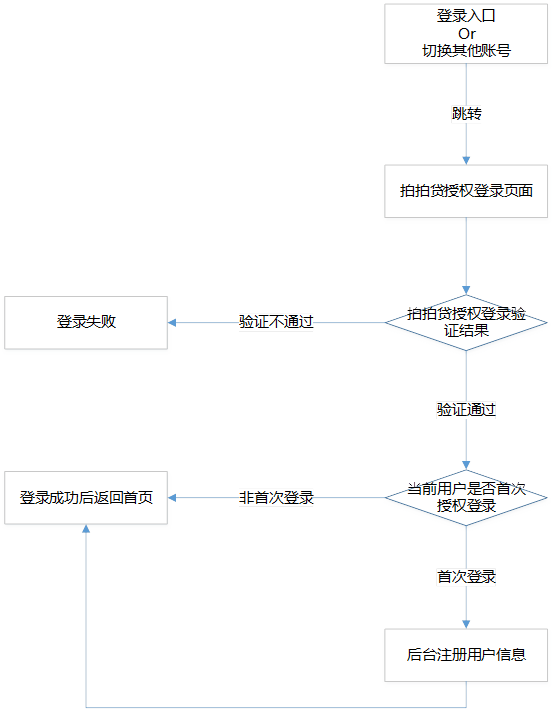 登录入口
Or
切换其他账号
跳转
拍拍贷授权登录页面
拍拍贷授权登录验
证结果
验证不通过
登录失败
验证通过
当前用户是否首次
授权登录
非首次登录
登录成功后返回首页
首次登录
后台注册用户信息